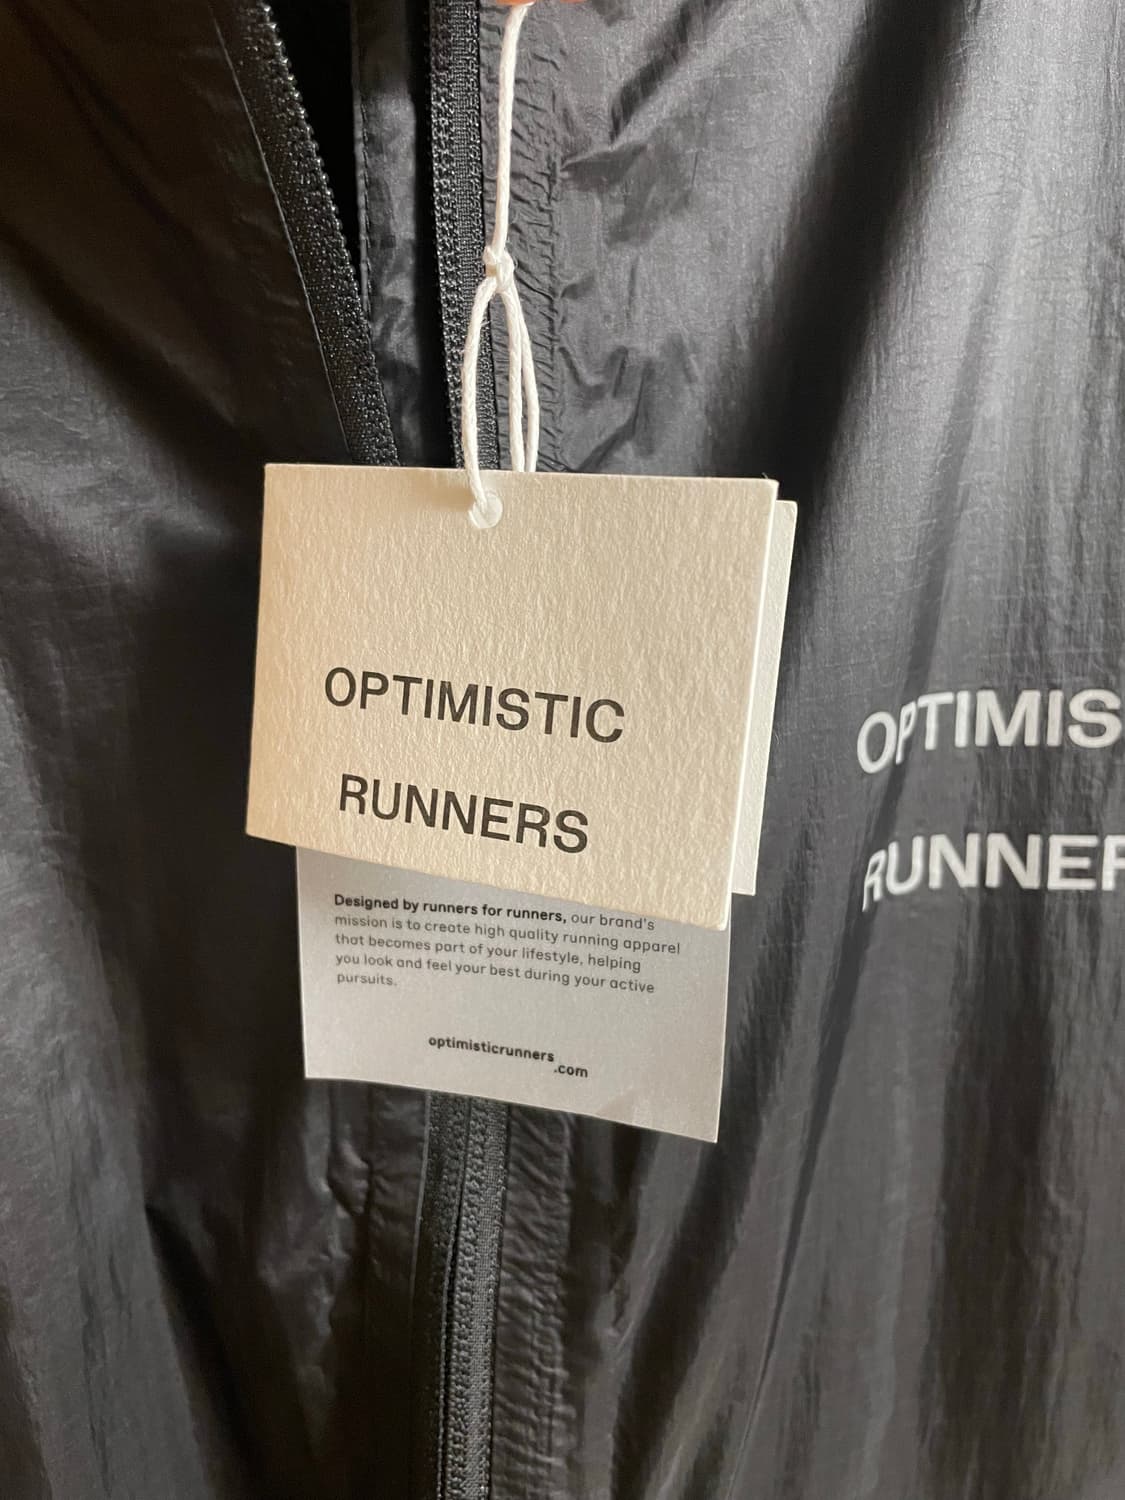 OPTIMISTIC
RUNNERS
Designed by runners for runners, our brand's
mission is to create high quality running apparel
that becomes part of your lifestyle, helping
you look and feel your best during your active
pursuits.
optimisticrunners
.com
OPTIMIS
RUNNER